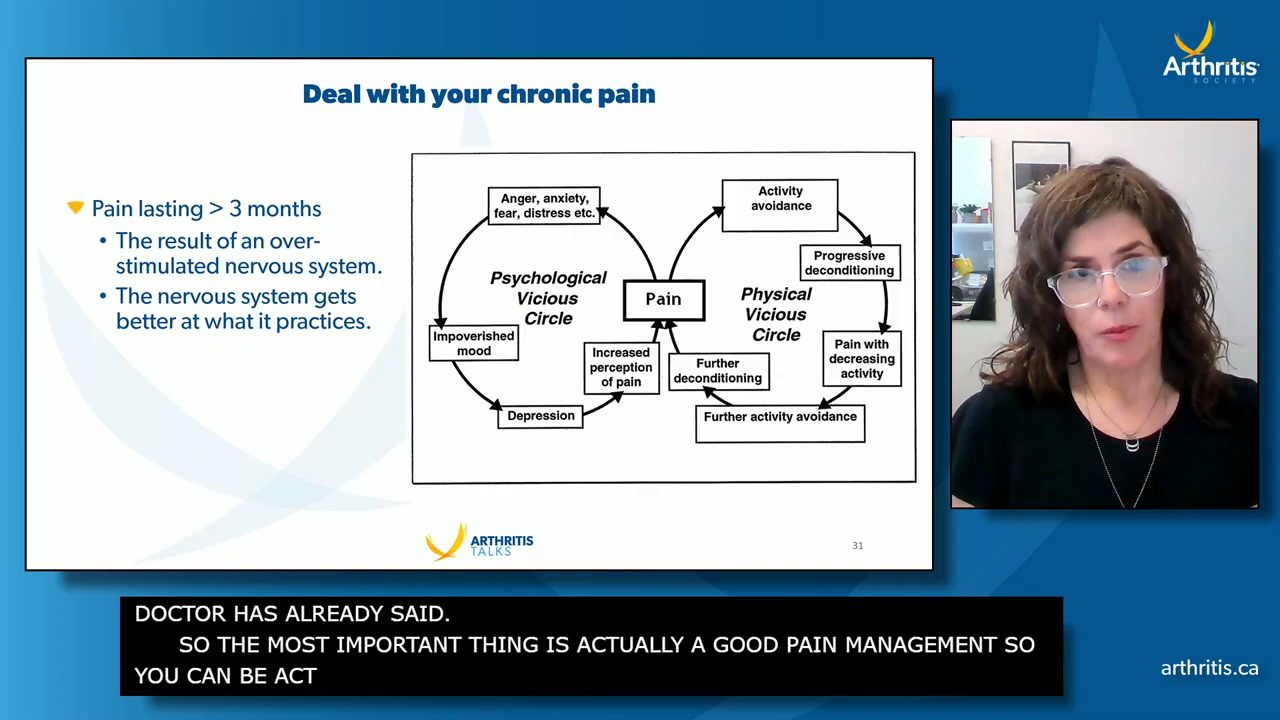 Arthritis
SOCIETY
Deal with your chronic pain
Pain lasting > 3 months
• The result of an over-
stimulated nervous system.
• The nervous system gets
better at what it practices.
Anger, anxiety,
fear, distress etc.
Psychological
Vicious
Circle
Impoverished
mood
Depression
Increased
perception
of pain
Pain
Activity
avoidance
Progressive
deconditioning
Physical
Vicious
Circle
Pain with
decreasing
activity
Further
deconditioning
Further activity avoidance
ARTHRITIS
TALKS
31
DOCTOR HAS ALREADY SAID.
SO THE MOST IMPORTANT THING IS ACTUALLY A GOOD PAIN MANAGEMENT SO
YOU CAN BE ACT
arthritis.ca